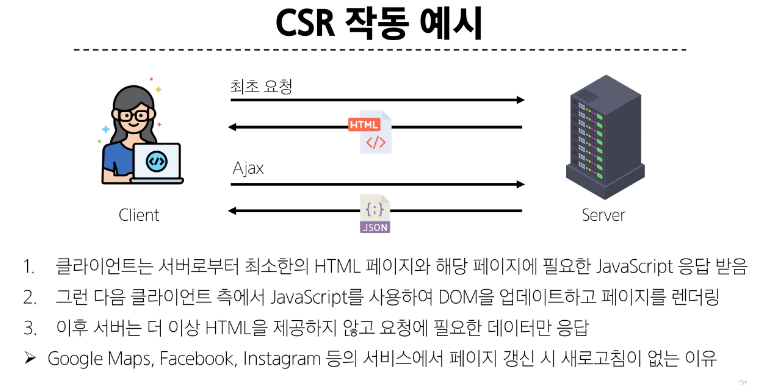 CSR 작동 예시
최초 요청
HTML
</>
Ajax
{;}
JSON
Client
Server
1. 클라이언트는 서버로부터 최소한의 HTML 페이지와 해당 페이지에 필요한 JavaScript 응답 받음
2. 그런 다음 클라이언트 측에서 JavaScript를 사용하여 DOM을 업데이트하고 페이지를 렌더링
3. 이후 서버는 더 이상 HTML을 제공하지 않고 요청에 필요한 데이터만 응답
➢ Google Maps, Facebook, Instagram 등의 서비스에서 페이지 갱신 시 새로고침이 없는 이유